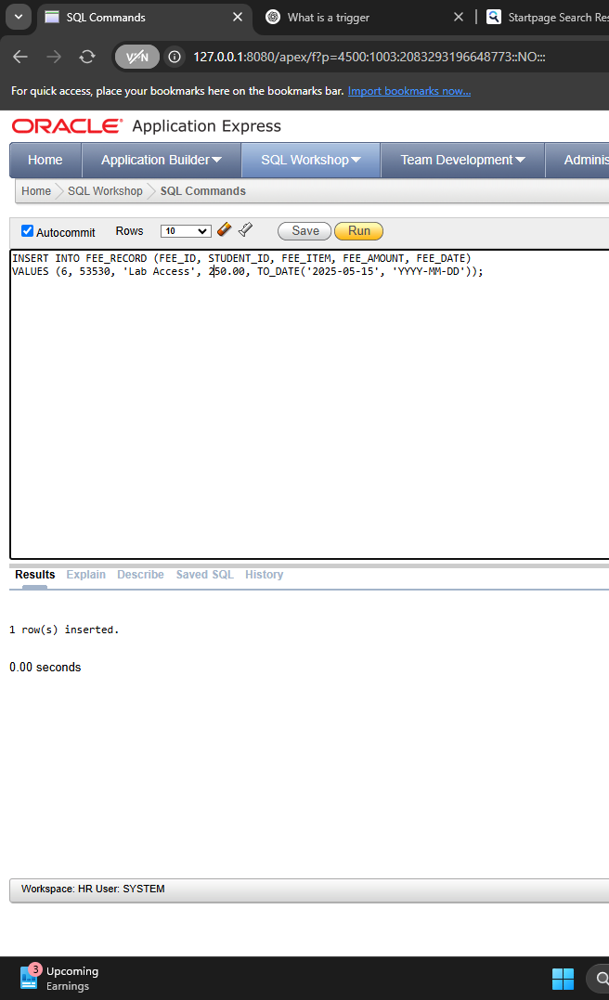 SQL Commands
What is a trigger
Startpage Search Res
VPN
127.0.0.1:8080/apex/f?p=4500:1003:2083293196648773::NO:::
For quick access, place your bookmarks here on the bookmarks bar. Import bookmarks now...
ORACLE Application Express
Home Application Builder SQL Workshop Team Development Adminis
Home SQL Workshop SQL Commands
Autocommit Rows 10 Save Run
INSERT INTO FEE_RECORD (FEE_ID, STUDENT_ID, FEE_ITEM, FEE_AMOUNT, FEE_DATE)
VALUES (6, 53530, 'Lab Access', 250.00, TO_DATE('2025-05-15', 'YYYY-MM-DD'));
Results Explain Describe Saved SQL History
1 row(s) inserted.
0.00 seconds
Workspace: HR User: SYSTEM
3
Upcoming
Earnings